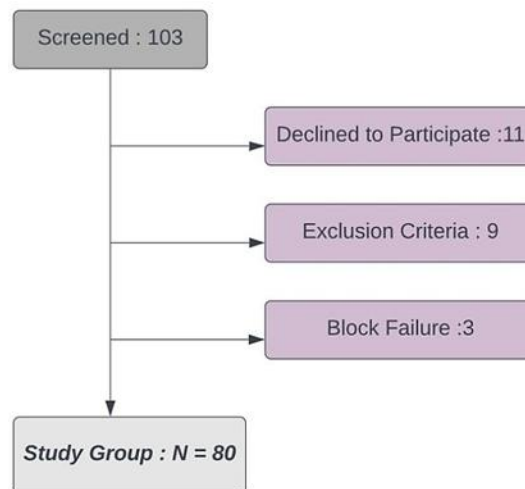 Screened : 103
Declined to Participate :11
Exclusion Criteria : 9
Block Failure :3
Study Group : N = 80